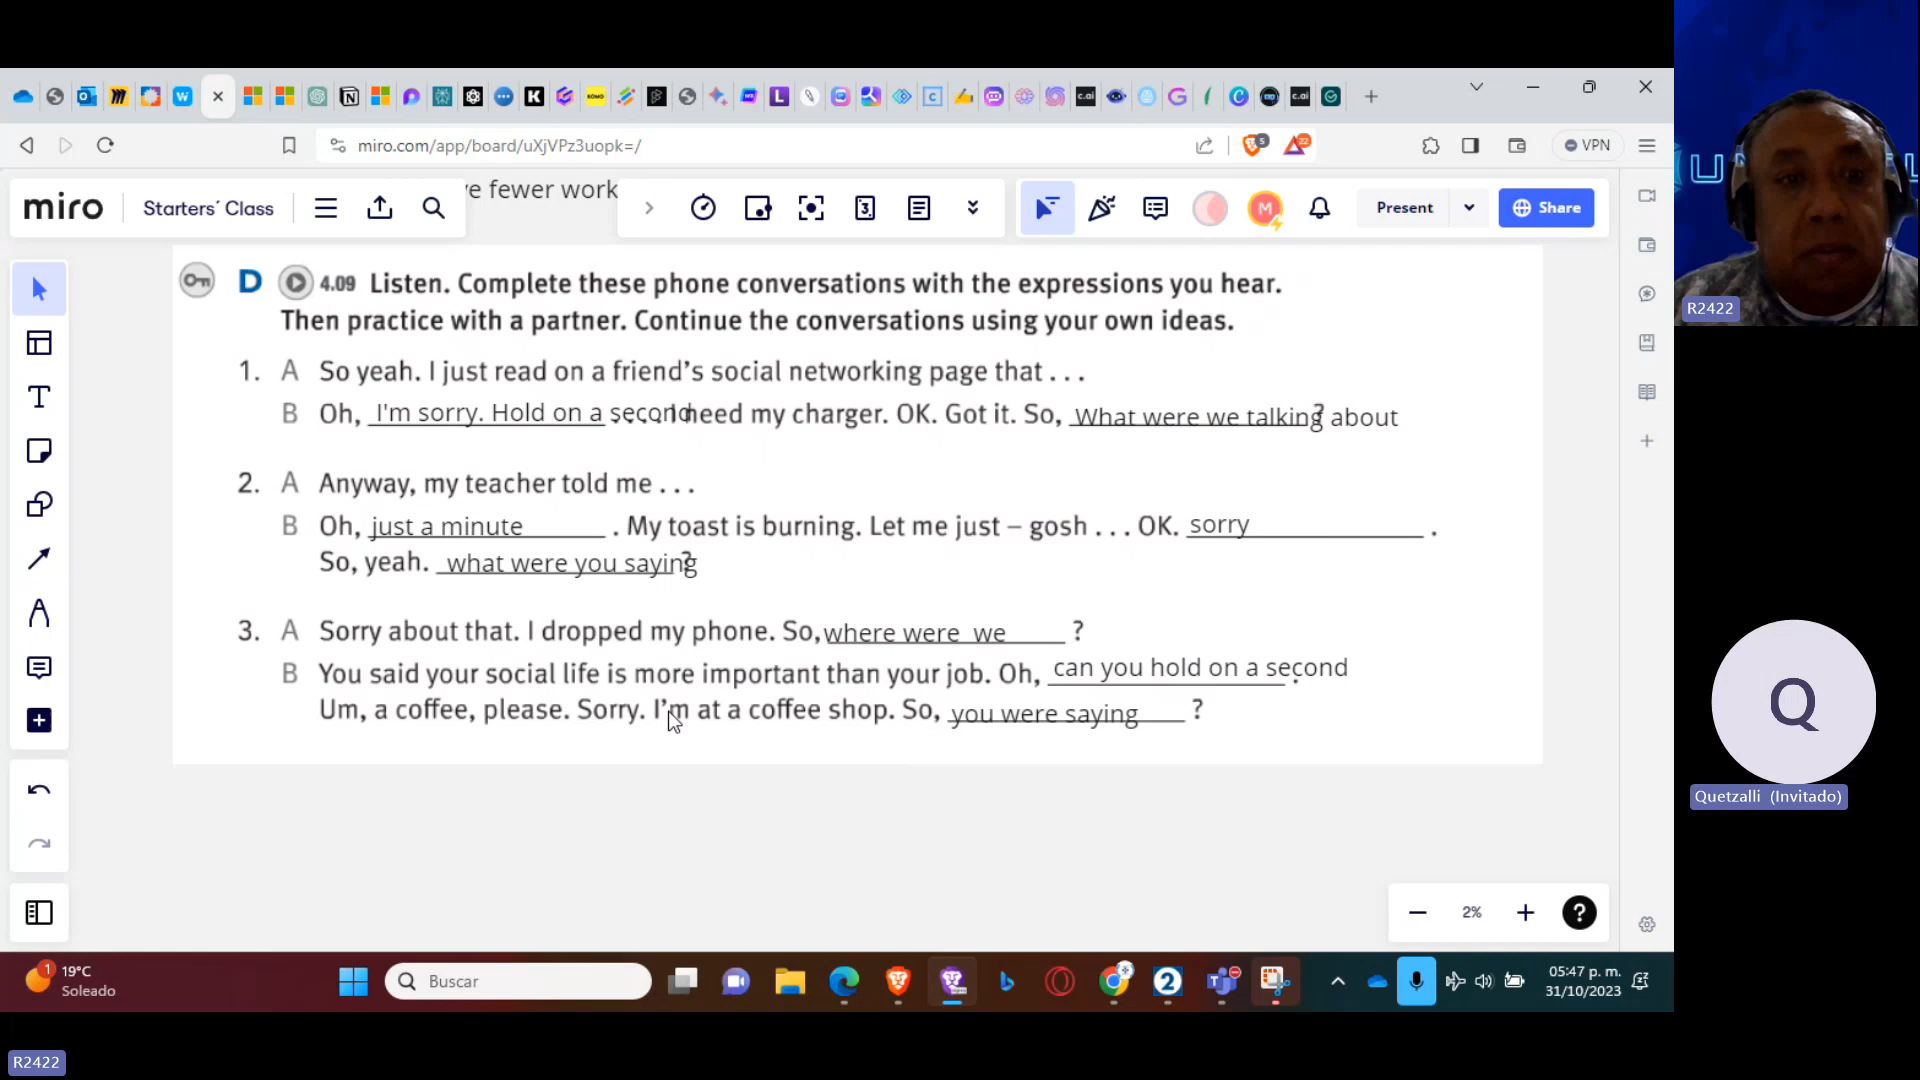 miro.com/app/board/uXjVPz3uopk=/
VPN
miro
Starters´ Class
e fewer work
Present
Share
D 4.09 Listen. Complete these phone conversations with the expressions you hear.
Then practice with a partner. Continue the conversations using your own ideas.
1. A So yeah. I just read on a friend's social networking page that . . .
B Oh, I'm sorry. Hold on a second . . . . I need my charger. OK. Got it. So, What were we talking about ?
2. A Anyway, my teacher told me . . .
B Oh, just a minute . My toast is burning. Let me just – gosh . . . OK. sorry .
So, yeah. what were you saying ?
3. A Sorry about that. I dropped my phone. So, where were we ?
B You said your social life is more important than your job. Oh, can you hold on a second .
Um, a coffee, please. Sorry. I'm at a coffee shop. So, you were saying ?
2%
R2422
Q
Quetzalli (Invitado)
1
19°C
Soleado
Buscar
05:47 p. m.
31/10/2023
R2422